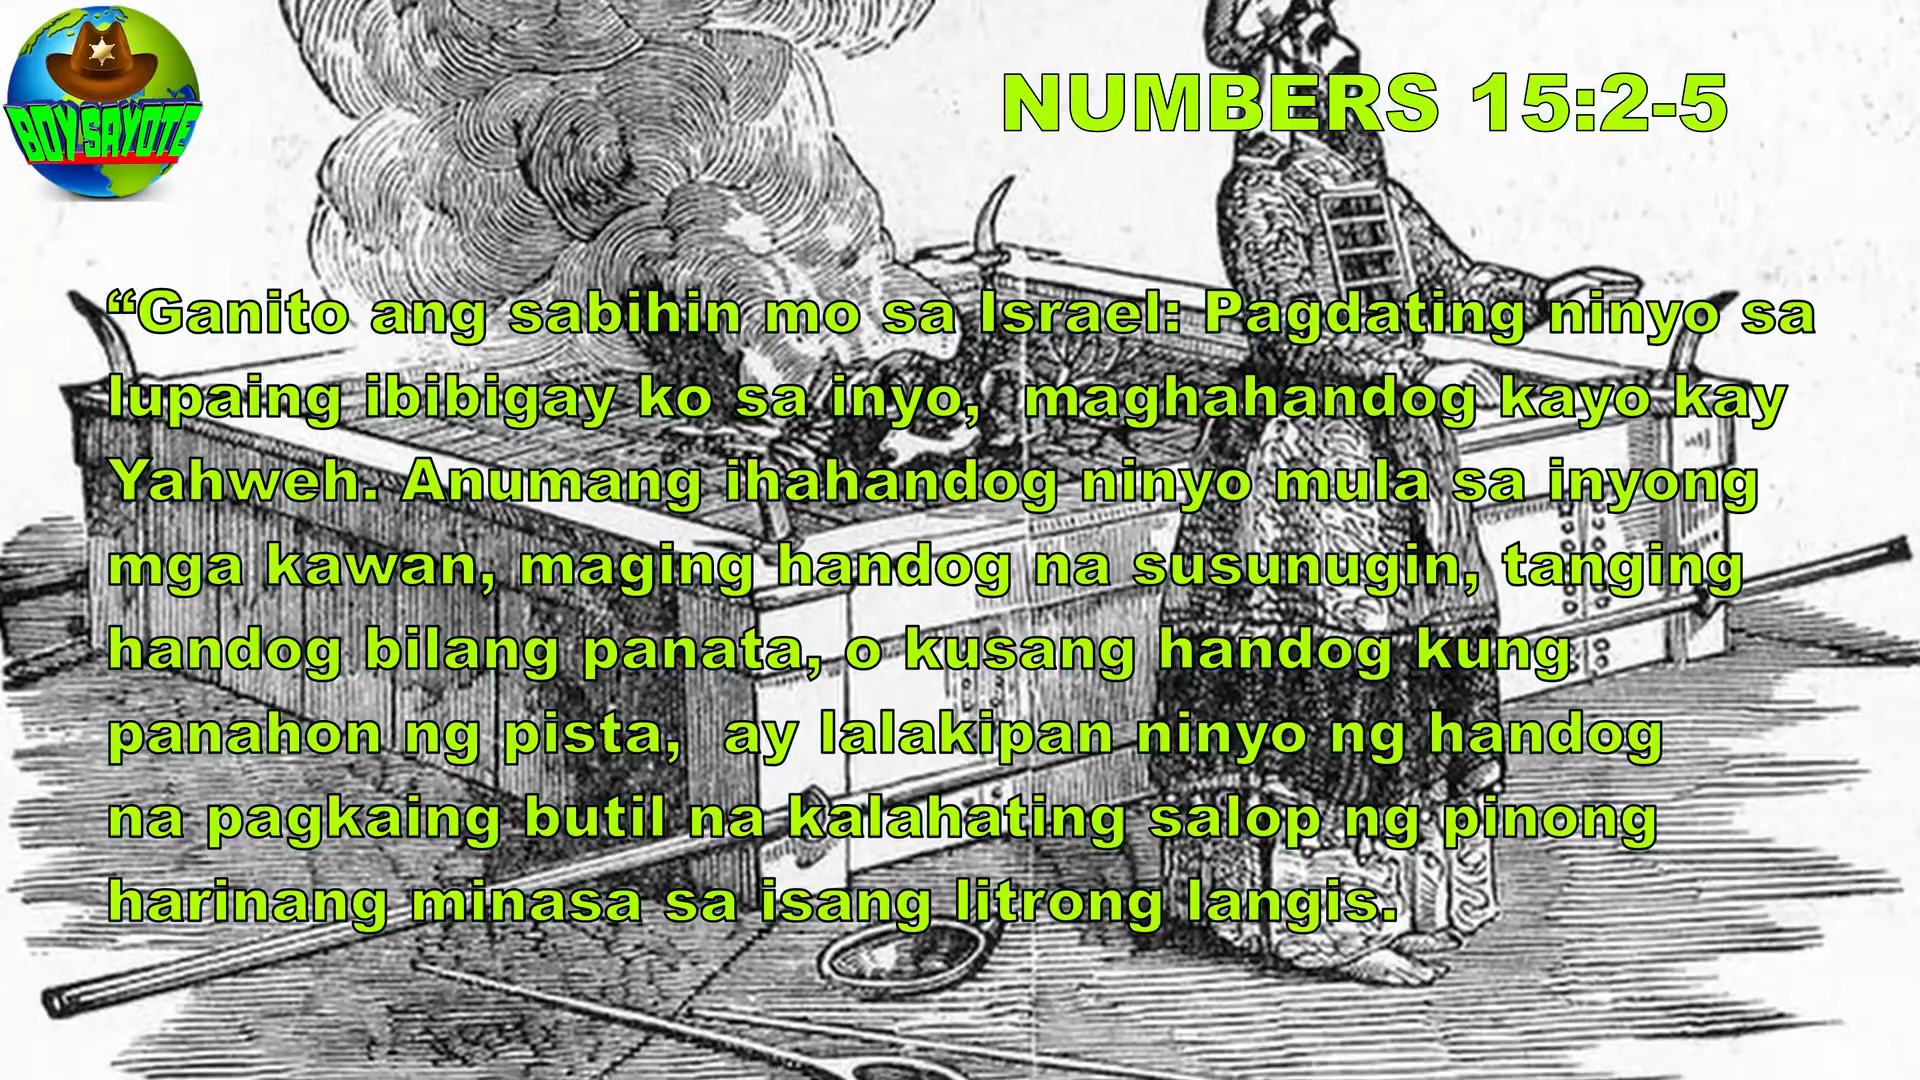 BOY SAYOTE
NUMBERS 15:2-5
“Ganito ang sabihin mo sa Israel: Pagdating ninyo sa
lupaing ibibigay ko sa inyo,  maghahandog kayo kay
Yahweh. Anumang ihahandog ninyo mula sa inyong
mga kawan, maging handog na susunugin, tanging
handog bilang panata, o kusang handog kung
panahon ng pista,  ay lalakipan ninyo ng handog
na pagkaing butil na kalahating salop ng pinong
harinang minasa sa isang litrong langis.